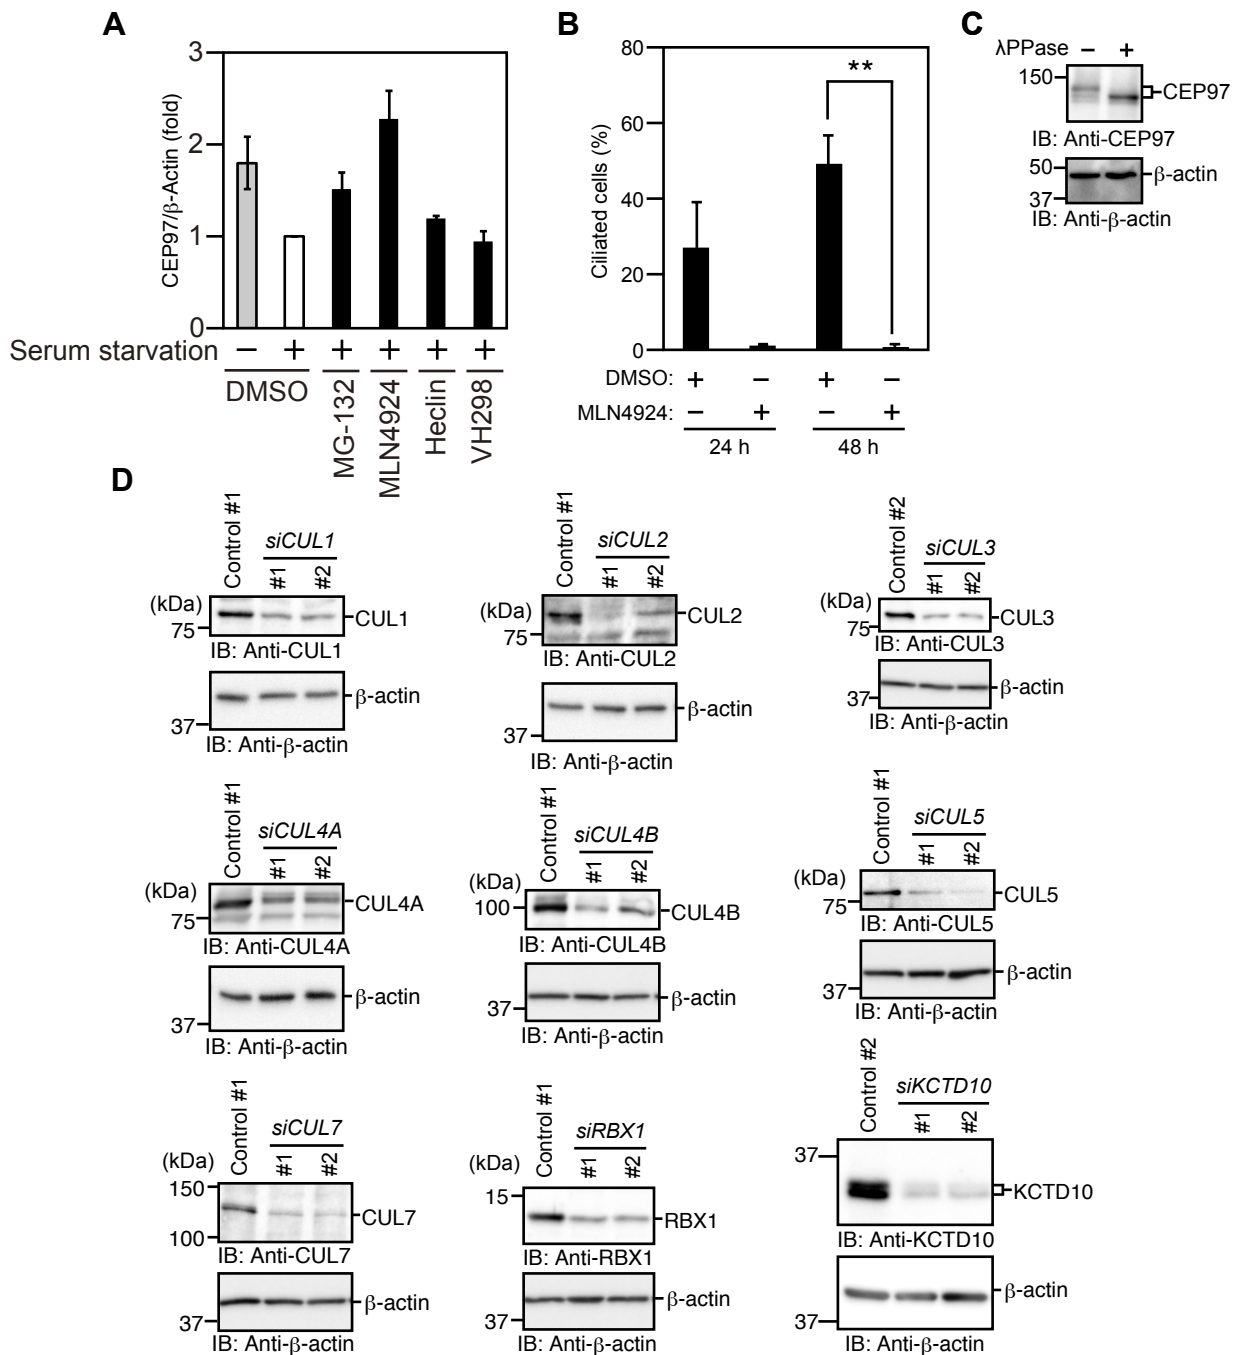 A
CEP97/β-Actin (fold)
3
2
1
0
Serum starvation − + + + + +
DMSO MG-132 MLN4924 Heclin VH298
B
Ciliated cells (%)
80
60
40
20
0
**
DMSO: + − + −
MLN4924: − + − +
24 h 48 h
C
λPPase − +
150
CEP97
IB: Anti-CEP97
50
β-actin
37
IB: Anti-β-actin
D
Control #1
siCUL1
#1 #2
(kDa)
CUL1
75
IB: Anti-CUL1
β-actin
37
IB: Anti-β-actin
Control #1
siCUL2
#1 #2
(kDa)
CUL2
75
IB: Anti-CUL2
β-actin
37
IB: Anti-β-actin
Control #2
siCUL3
#1 #2
(kDa)
CUL3
75
IB: Anti-CUL3
β-actin
37
IB: Anti-β-actin
Control #1
siCUL4A
#1 #2
(kDa)
CUL4A
75
IB: Anti-CUL4A
β-actin
37
IB: Anti-β-actin
Control #1
siCUL4B
#1 #2
(kDa)
100
CUL4B
IB: Anti-CUL4B
β-actin
37
IB: Anti-β-actin
Control #1
siCUL5
#1 #2
(kDa)
CUL5
75
IB: Anti-CUL5
β-actin
37
IB: Anti-β-actin
Control #1
siCUL7
#1 #2
(kDa)
150
CUL7
100
IB: Anti-CUL7
β-actin
37
IB: Anti-β-actin
Control #1
siRBX1
#1 #2
(kDa)
15
RBX1
IB: Anti-RBX1
β-actin
37
IB: Anti-β-actin
Control #2
siKCTD10
#1 #2
37
KCTD10
IB: Anti-KCTD10
β-actin
37
IB: Anti-β-actin